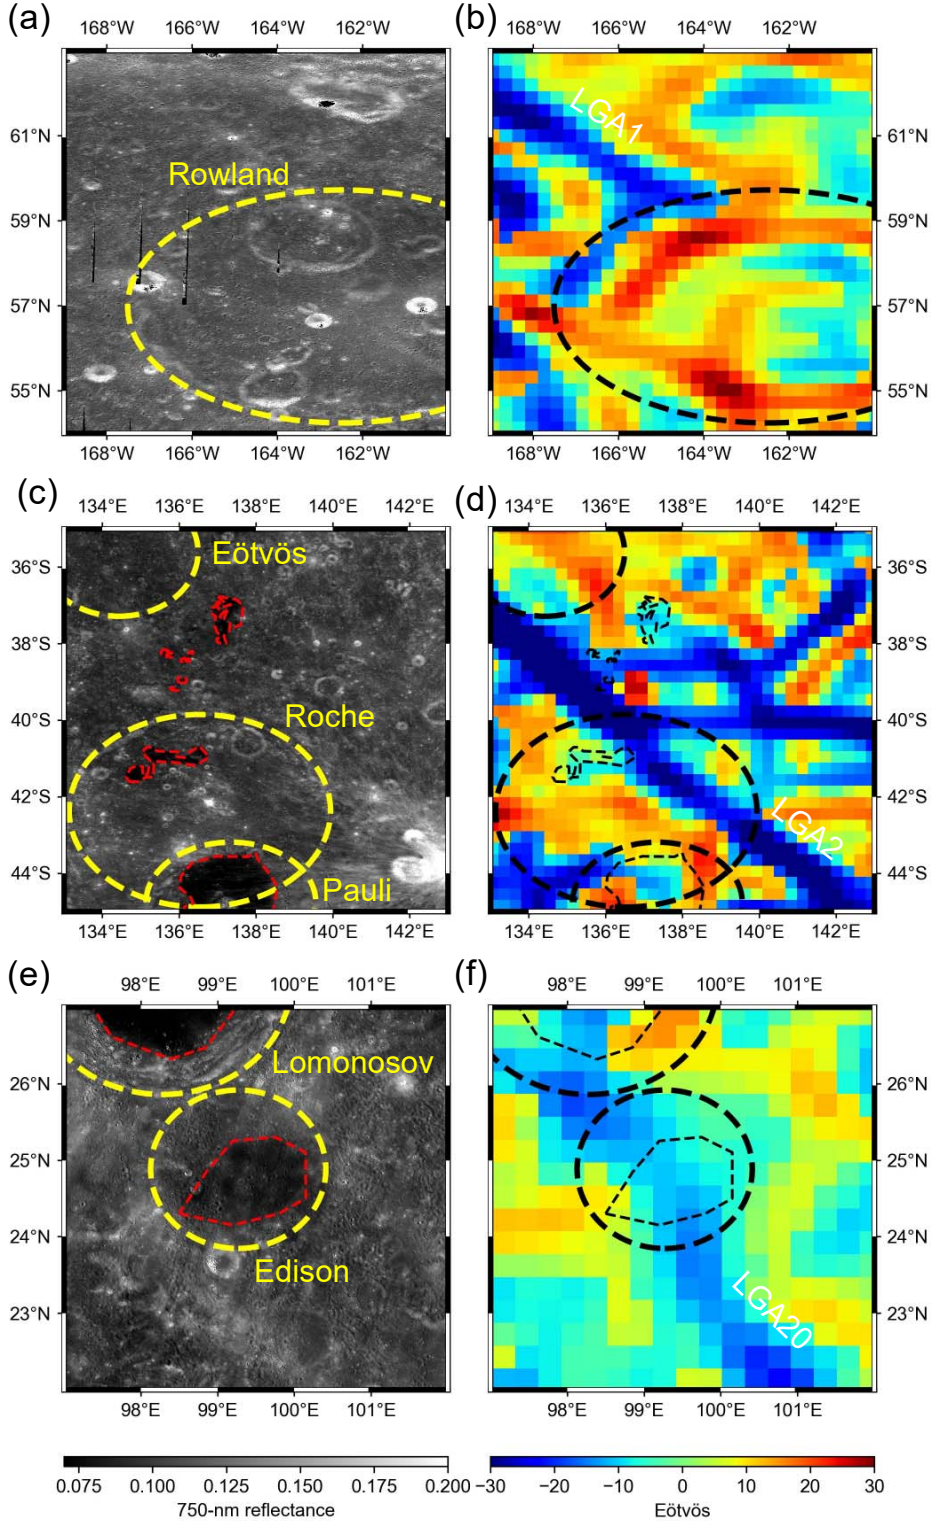 (a)
(b)
168°W 166°W 164°W 162°W
168°W 166°W 164°W 162°W
61°N
59°N
57°N
55°N
61°N
59°N
57°N
55°N
Rowland
LGA1
168°W 166°W 164°W 162°W
168°W 166°W 164°W 162°W
(c)
(d)
134°E 136°E 138°E 140°E 142°E
134°E 136°E 138°E 140°E 142°E
36°S
38°S
40°S
42°S
44°S
36°S
38°S
40°S
42°S
44°S
Eötvös
Roche
Pauli
LGA2
134°E 136°E 138°E 140°E 142°E
134°E 136°E 138°E 140°E 142°E
(e)
(f)
98°E 99°E 100°E 101°E
98°E 99°E 100°E 101°E
26°N
25°N
24°N
23°N
26°N
25°N
24°N
23°N
Lomonosov
Edison
LGA20
98°E 99°E 100°E 101°E
98°E 99°E 100°E 101°E
0.075 0.100 0.125 0.150 0.175 0.200
750-nm reflectance
−30 −20 −10 0 10 20 30
Eötvös